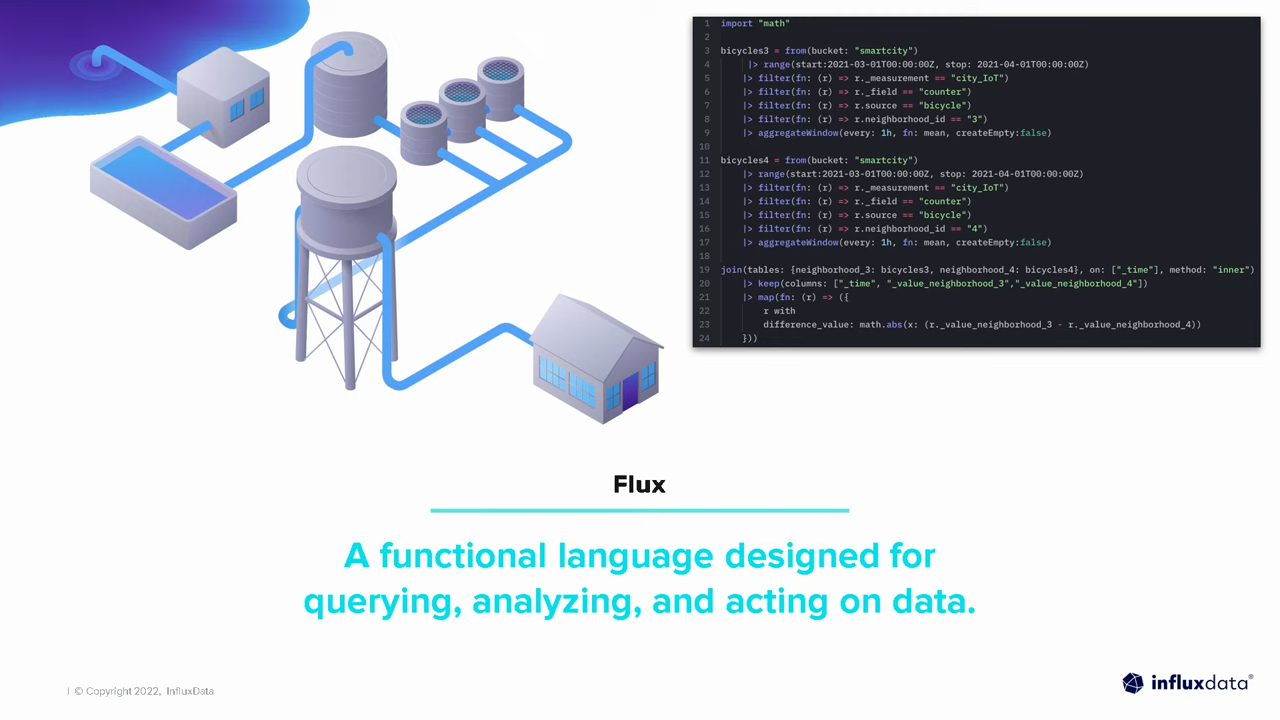 1 import "math"
2
3 bicycles3 = from(bucket: "smartcity")
4 |> range(start:2021-03-01T00:00:00Z, stop: 2021-04-01T00:00:00Z)
5 |> filter(fn: (r) => r._measurement == "city_IoT")
6 |> filter(fn: (r) => r._field == "counter")
7 |> filter(fn: (r) => r.source == "bicycle")
8 |> filter(fn: (r) => r.neighborhood_id == "3")
9 |> aggregateWindow(every: 1h, fn: mean, createEmpty:false)
10
11 bicycles4 = from(bucket: "smartcity")
12 |> range(start:2021-03-01T00:00:00Z, stop: 2021-04-01T00:00:00Z)
13 |> filter(fn: (r) => r._measurement == "city_IoT")
14 |> filter(fn: (r) => r._field == "counter")
15 |> filter(fn: (r) => r.source == "bicycle")
16 |> filter(fn: (r) => r.neighborhood_id == "4")
17 |> aggregateWindow(every: 1h, fn: mean, createEmpty:false)
18
19 join(tables: {neighborhood_3: bicycles3, neighborhood_4: bicycles4}, on: ["_time"], method: "inner")
20 |> keep(columns: ["_time", "_value_neighborhood_3","_value_neighborhood_4"])
21 |> map(fn: (r) => ({
22 r with
23 difference_value: math.abs(x: (r._value_neighborhood_3 - r._value_neighborhood_4))
24 }))
Flux
A functional language designed for
querying, analyzing, and acting on data.
| © Copyright 2022, InfluxData
influxdata®